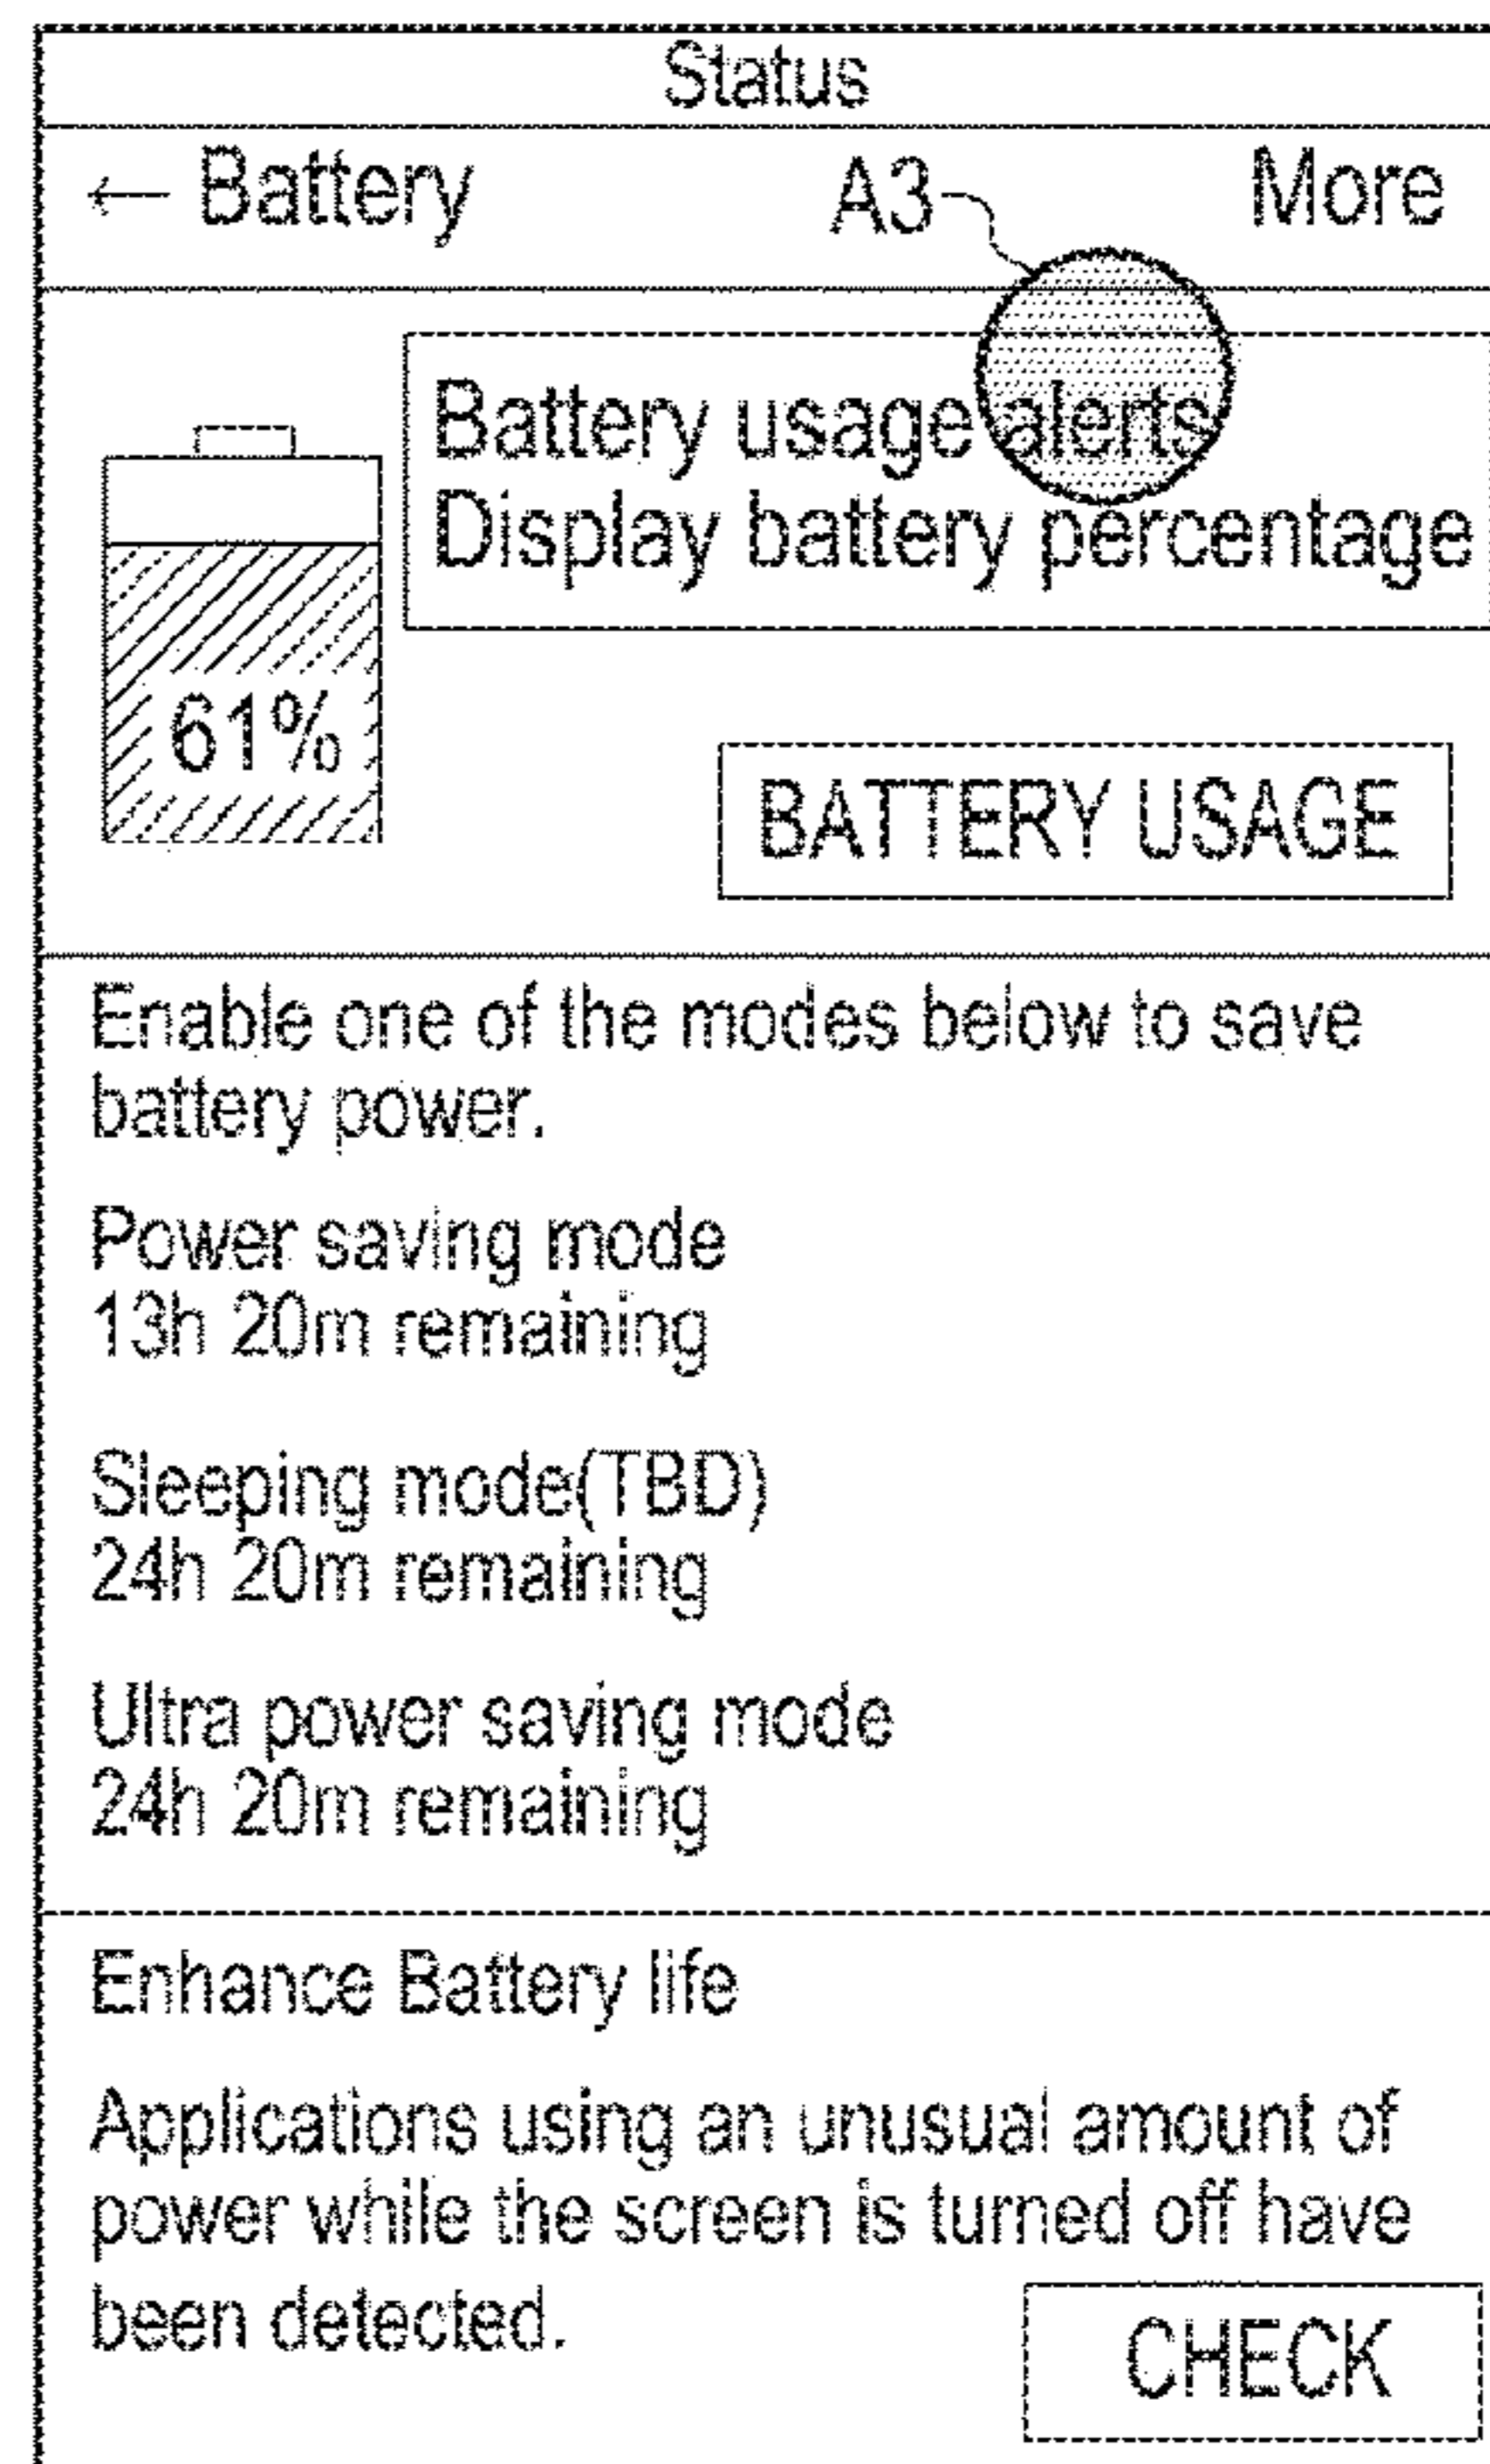 Status
← Battery A3 More
Battery usage alerts
Display battery percentage
61%
BATTERY USAGE
Enable one of the modes below to save
battery power.
Power saving mode
13h 20m remaining
Sleeping mode(TBD)
24h 20m remaining
Ultra power saving mode
24h 20m remaining
Enhance Battery life
Applications using an unusual amount of
power while the screen is turned off have
been detected.
CHECK